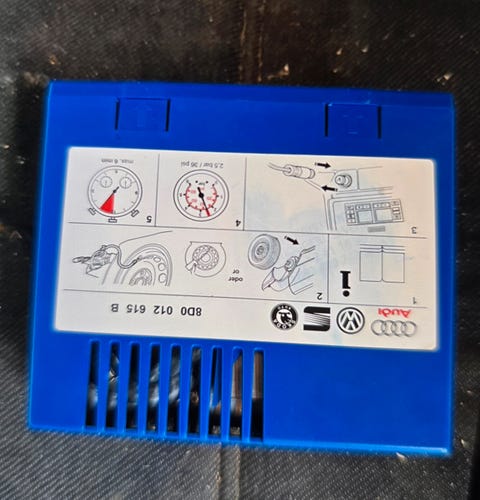 Audi
8D0 012 615 B
1
i
2
oder
or
3
4
2.5 bar / 36 psi
5
max. 6 min